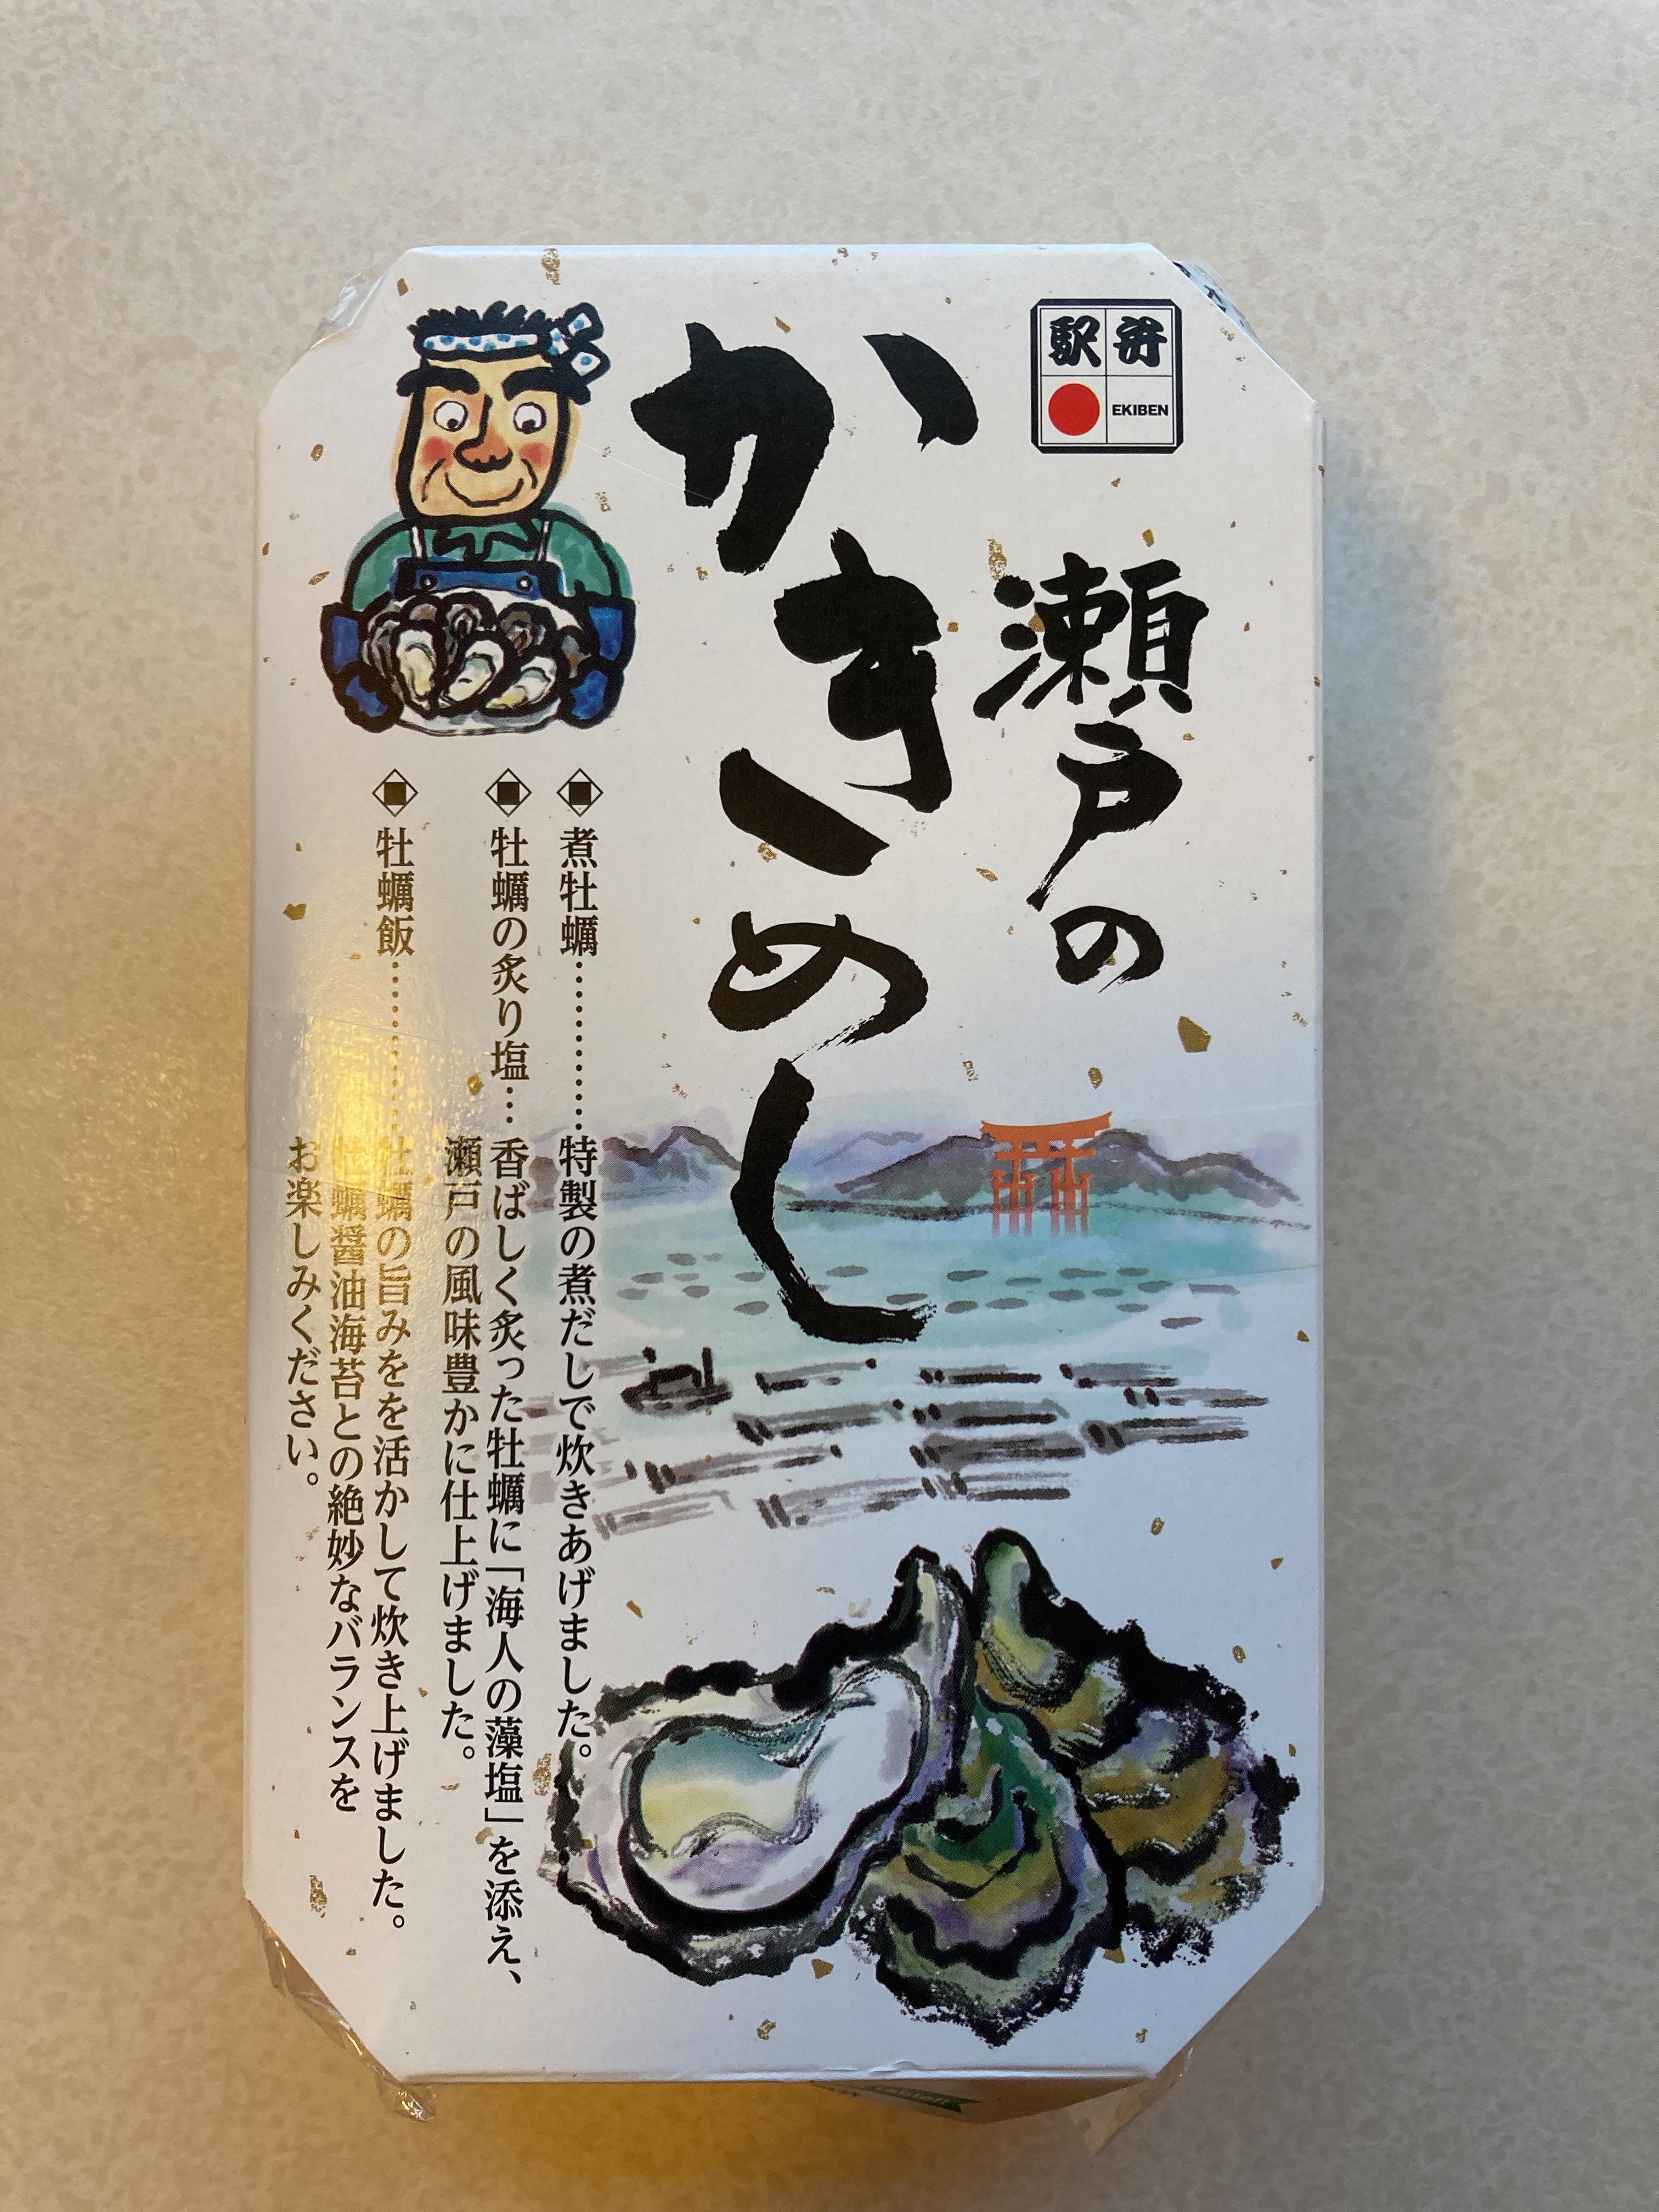 駅弁
EKIBEN
瀬戸の
かきめし
煮牡蠣…………特製の煮だしで炊きあげました。
牡蠣の炙り塩…香ばしく炙った牡蠣に「海人の藻塩」を添え、
瀬戸の風味豊かに仕上げました。
牡蠣飯…………牡蠣の旨みをを活かして炊き上げました。
牡蠣醤油海苔との絶妙なバランスを
お楽しみください。